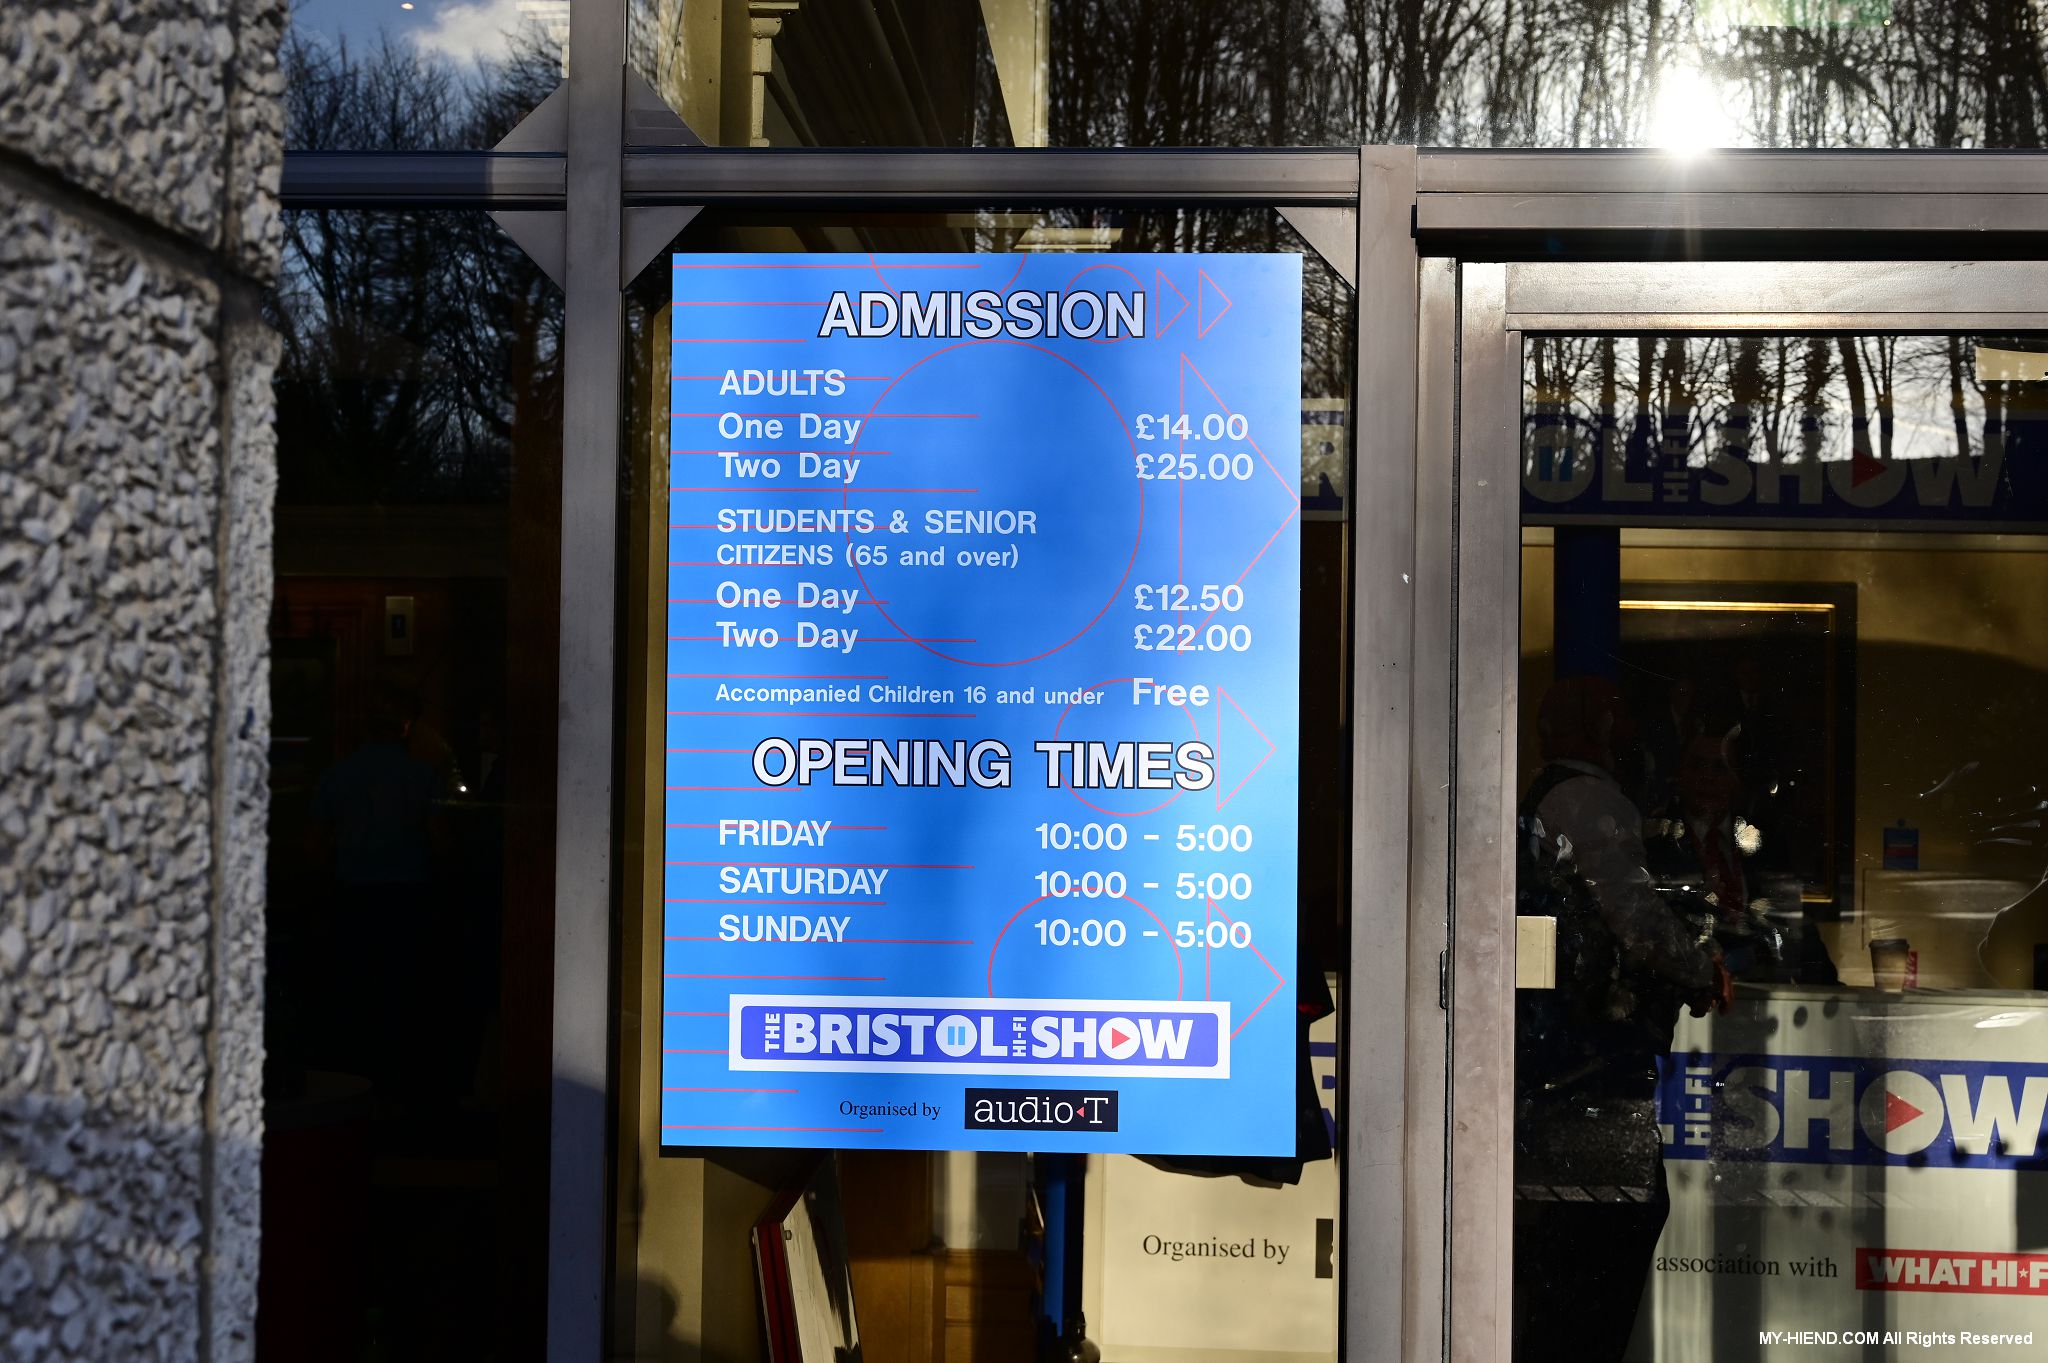 ADMISSION
ADULTS
One Day £14.00
Two Day £25.00
STUDENTS & SENIOR
CITIZENS (65 and over)
One Day £12.50
Two Day £22.00
Accompanied Children 16 and under Free
OPENING TIMES
FRIDAY 10:00 - 5:00
SATURDAY 10:00 - 5:00
SUNDAY 10:00 - 5:00
THE BRISTOL HI-FI SHOW
Organised by audio-T
OL HI-FI SHOW
HI-FI SHOW
Organised by
association with WHAT HI★F
MY-HIEND.COM All Rights Reserved